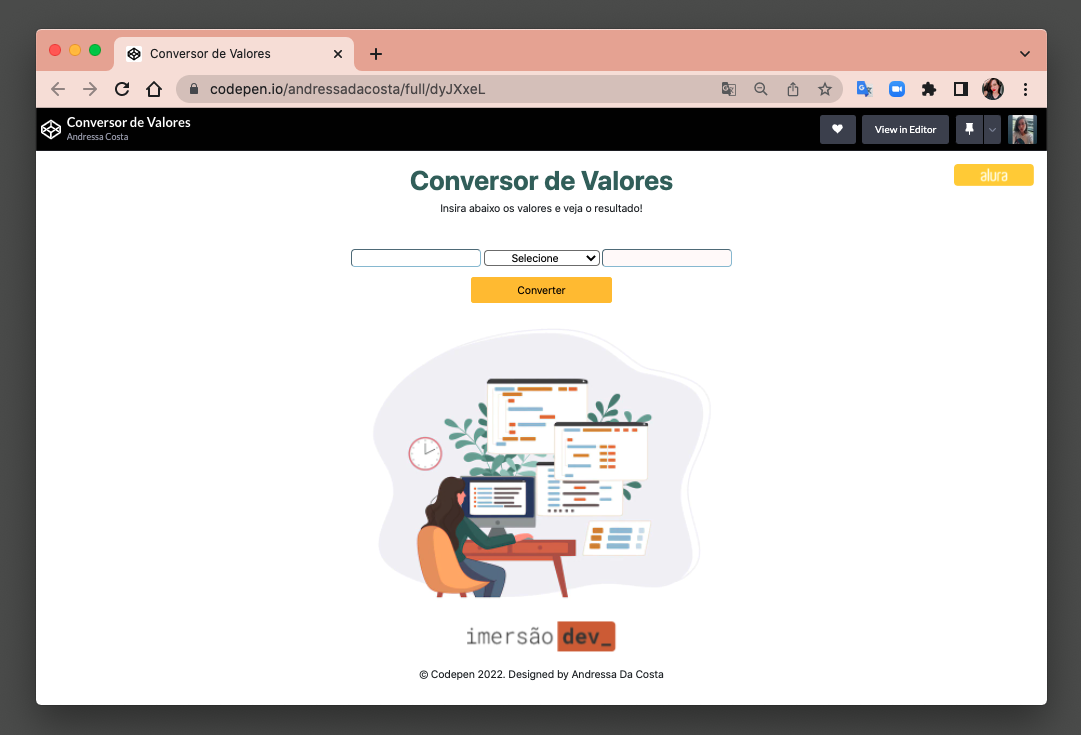 Conversor de Valores
codepen.io/andressadacosta/full/dyJXxeL
Conversor de Valores
Andressa Costa
View in Editor
alura
Conversor de Valores
Insira abaixo os valores e veja o resultado!
Selecione
Converter
imersão dev_
© Codepen 2022. Designed by Andressa Da Costa